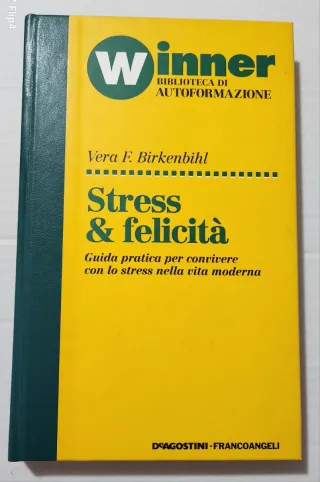 Winner
BIBLIOTECA DI
AUTOFORMAZIONE
Vera F. Birkenbihl
Stress
& felicità
Guida pratica per convivere
con lo stress nella vita moderna
DEAGOSTINI-FRANCOANGELI